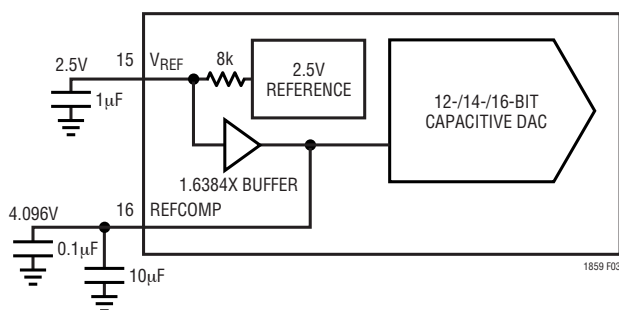 2.5V
15
VREF
8k
2.5V
REFERENCE
1µF
12-/14-/16-BIT
CAPACITIVE DAC
1.6384X BUFFER
4.096V
16
REFCOMP
0.1µF
10µF
1859 F03